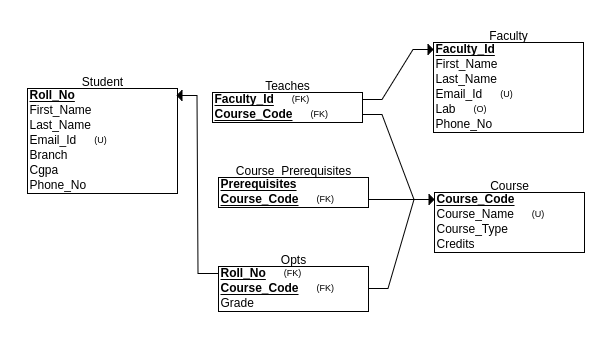 Student
Roll_No
First_Name
Last_Name
Email_Id (U)
Branch
Cgpa
Phone_No
Teaches
Faculty_Id (FK)
Course_Code (FK)
Course_Prerequisites
Prerequisites
Course_Code (FK)
Opts
Roll_No (FK)
Course_Code (FK)
Grade
Faculty
Faculty_Id
First_Name
Last_Name
Email_Id (U)
Lab (O)
Phone_No
Course
Course_Code
Course_Name (U)
Course_Type
Credits